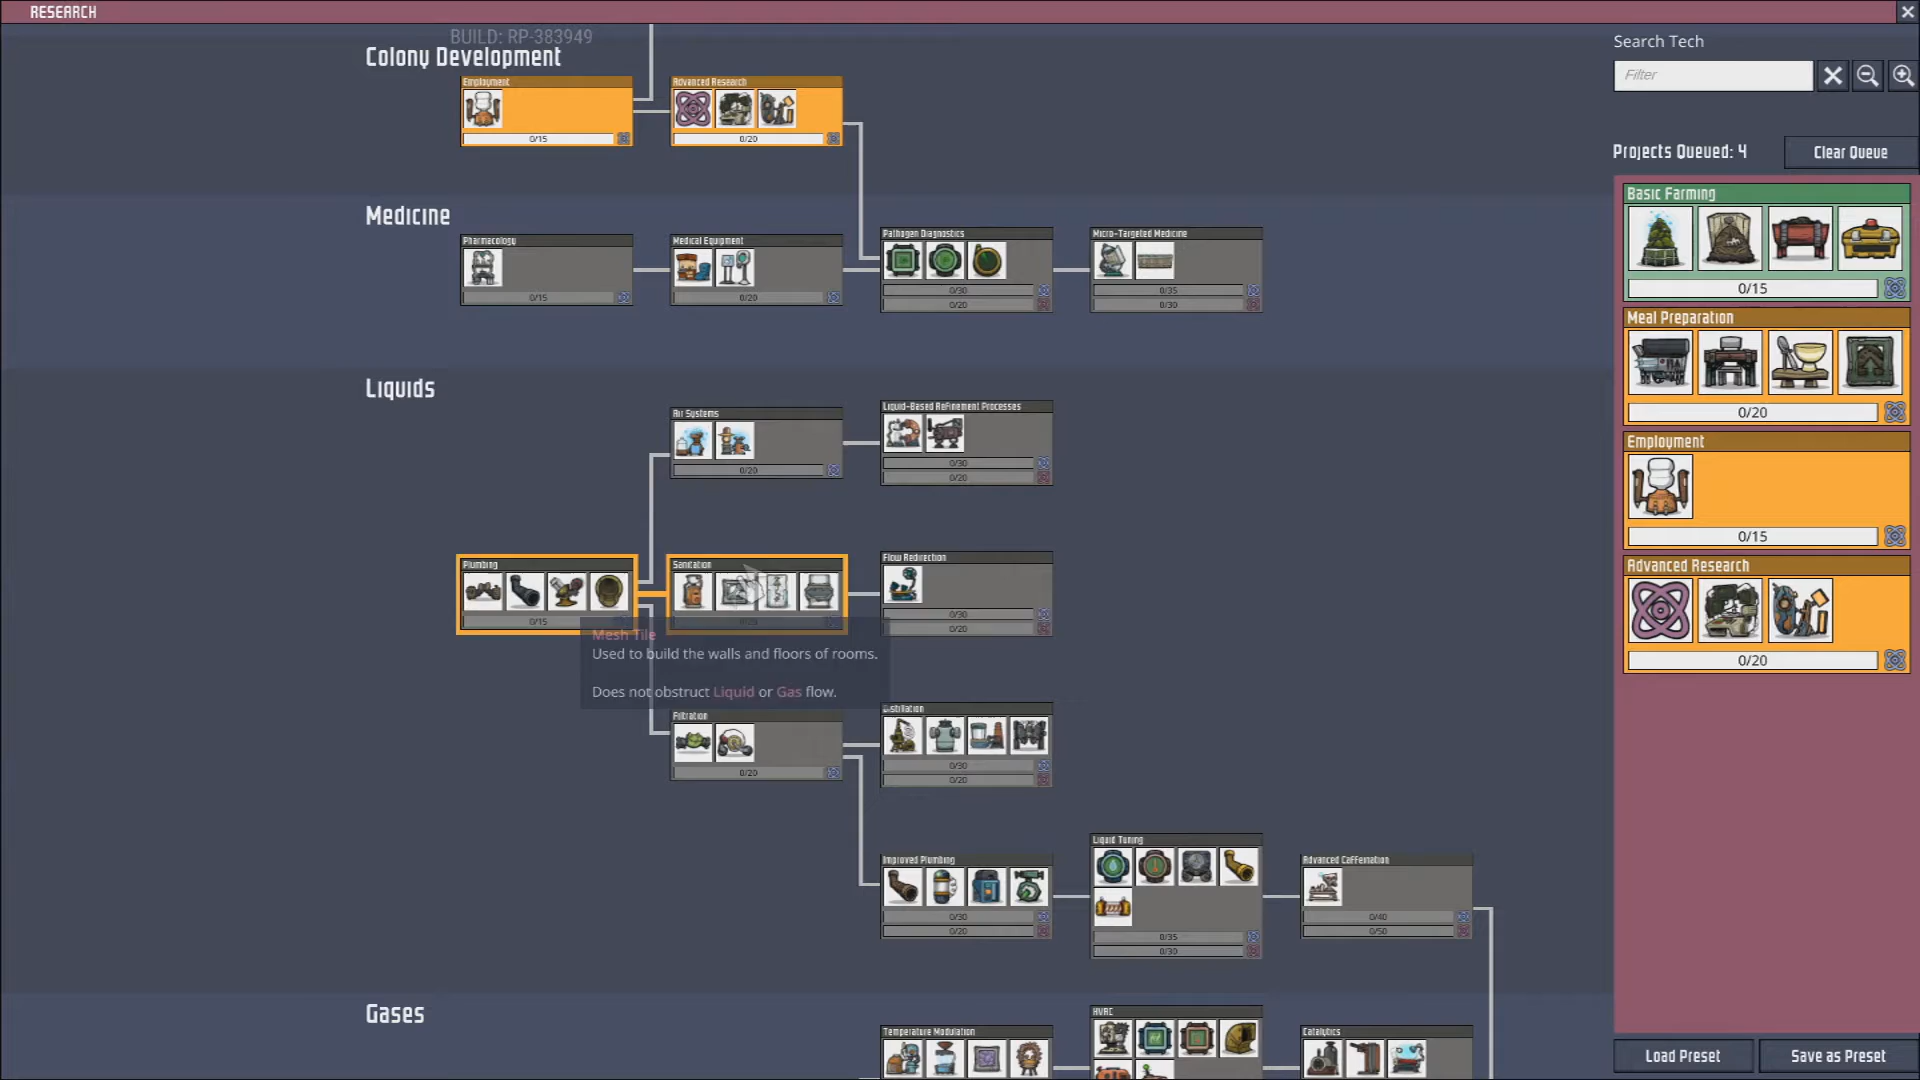 RESEARCH
BUILD: RP-383949
Search Tech
Filter
Projects Queued: 4
Clear Queue
Basic Farming
0/15
Meal Preparation
0/20
Employment
0/15
Advanced Research
0/20
Load Preset
Save as Preset
Colony Development
Employment
0/15
Advanced Research
0/20
Medicine
Pharmacology
0/15
Medical Equipment
0/20
Pathogen Diagnostics
0/30
0/20
Micro-Targeted Medicine
0/35
0/30
Liquids
Air Systems
0/20
Liquid-Based Refinement Processes
0/30
0/20
Plumbing
0/15
Sanitation
Flow Redirection
0/30
0/20
Mesh Tile
Used to build the walls and floors of rooms.
Does not obstruct Liquid or Gas flow.
Filtration
0/20
Distillation
0/30
0/20
Improved Plumbing
0/30
0/20
Liquid Tuning
0/35
0/30
Advanced Caffeination
0/40
0/50
Gases
Temperature Modulation
HVAC
Catalytics